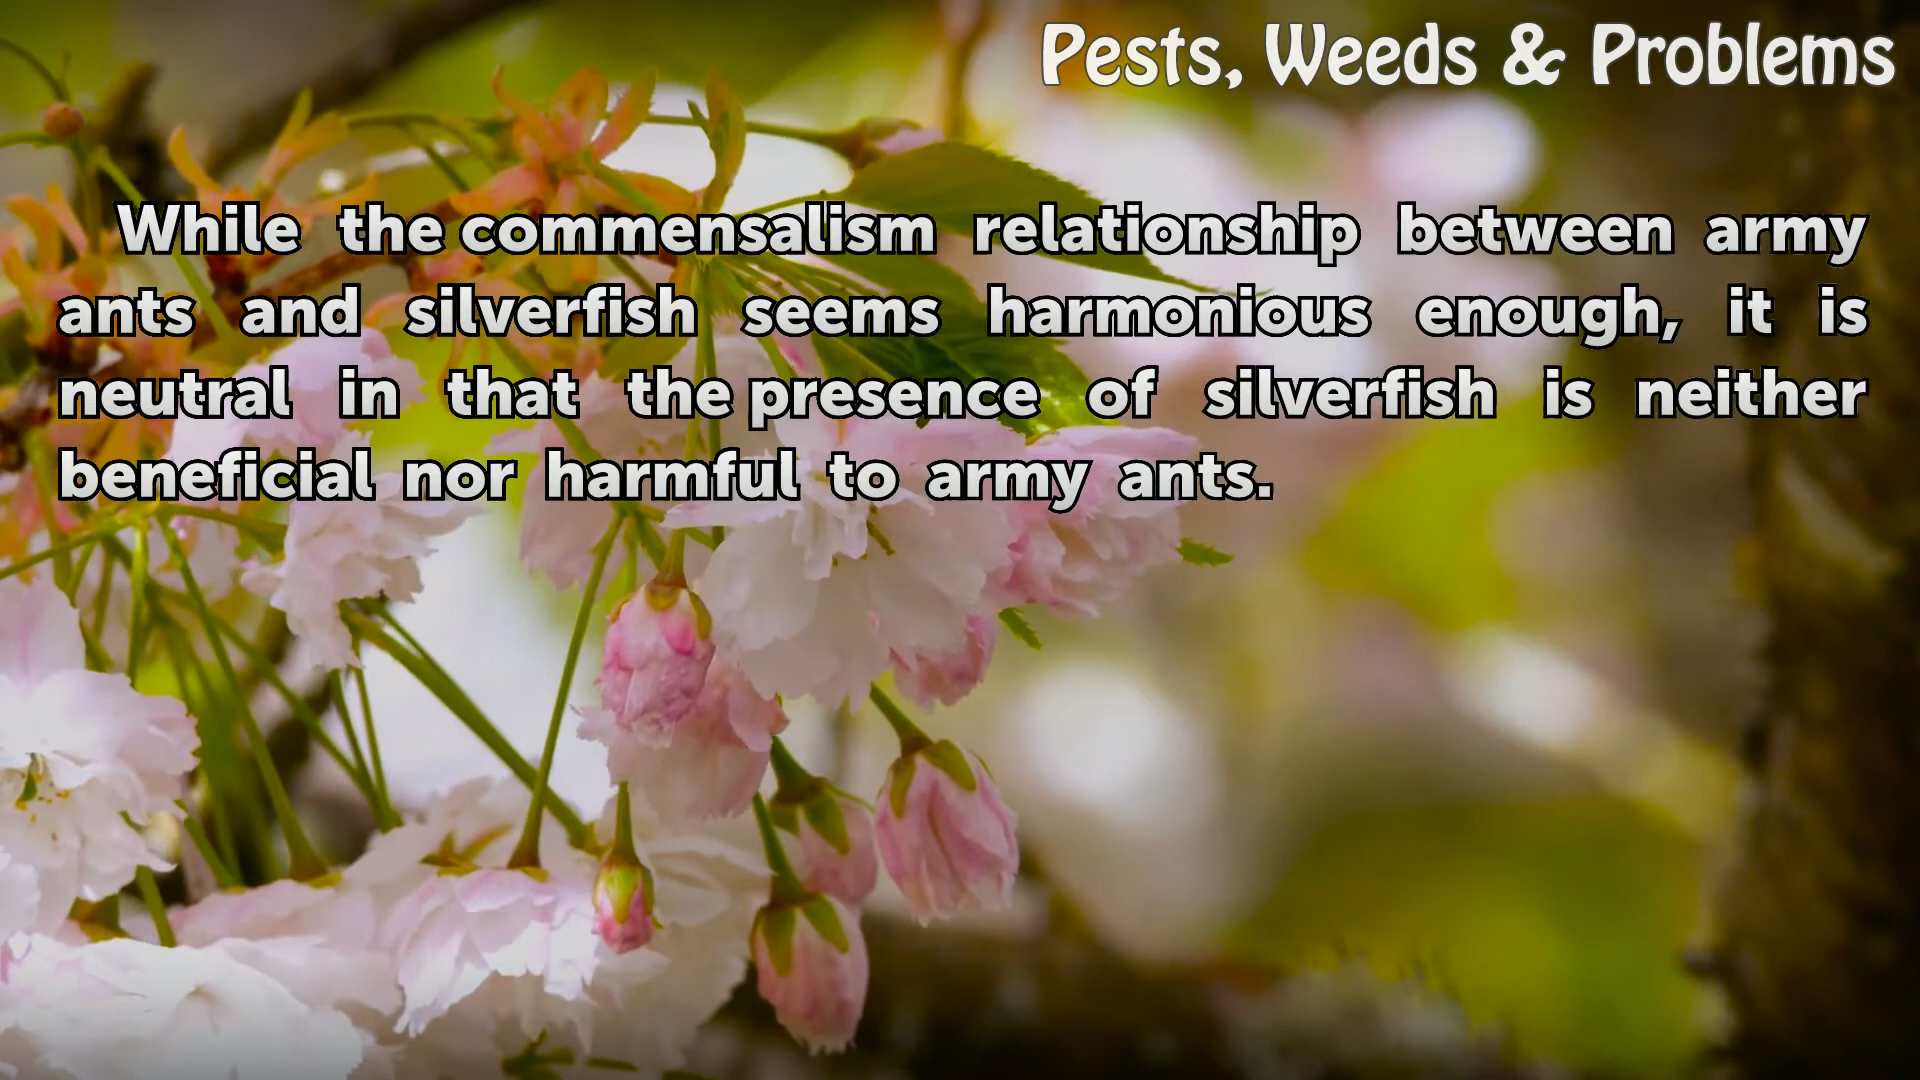 Pests, Weeds & Problems
While the commensalism relationship between army
ants and silverfish seems harmonious enough, it is
neutral in that the presence of silverfish is neither
beneficial nor harmful to army ants.